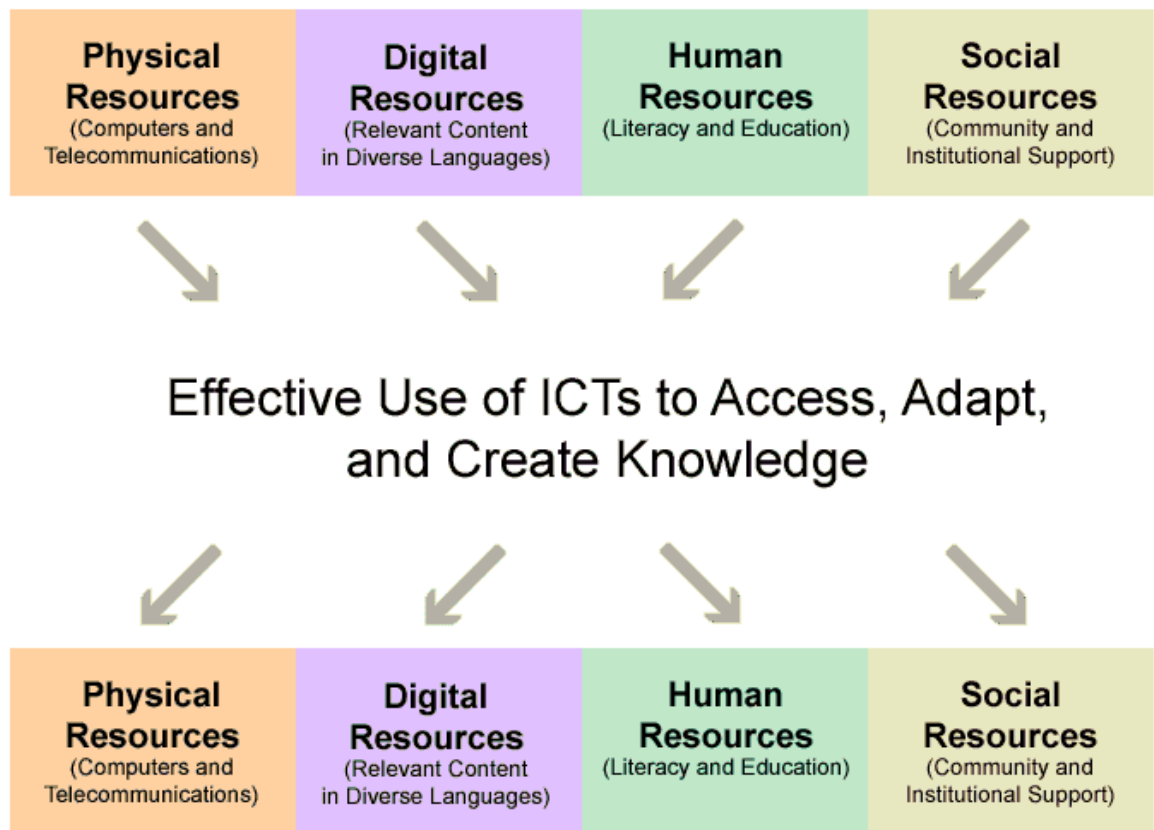 Physical
Resources
(Computers and
Telecommunications)
Digital
Resources
(Relevant Content
in Diverse Languages)
Human
Resources
(Literacy and Education)
Social
Resources
(Community and
Institutional Support)
Effective Use of ICTs to Access, Adapt,
and Create Knowledge
Physical
Resources
(Computers and
Telecommunications)
Digital
Resources
(Relevant Content
in Diverse Languages)
Human
Resources
(Literacy and Education)
Social
Resources
(Community and
Institutional Support)